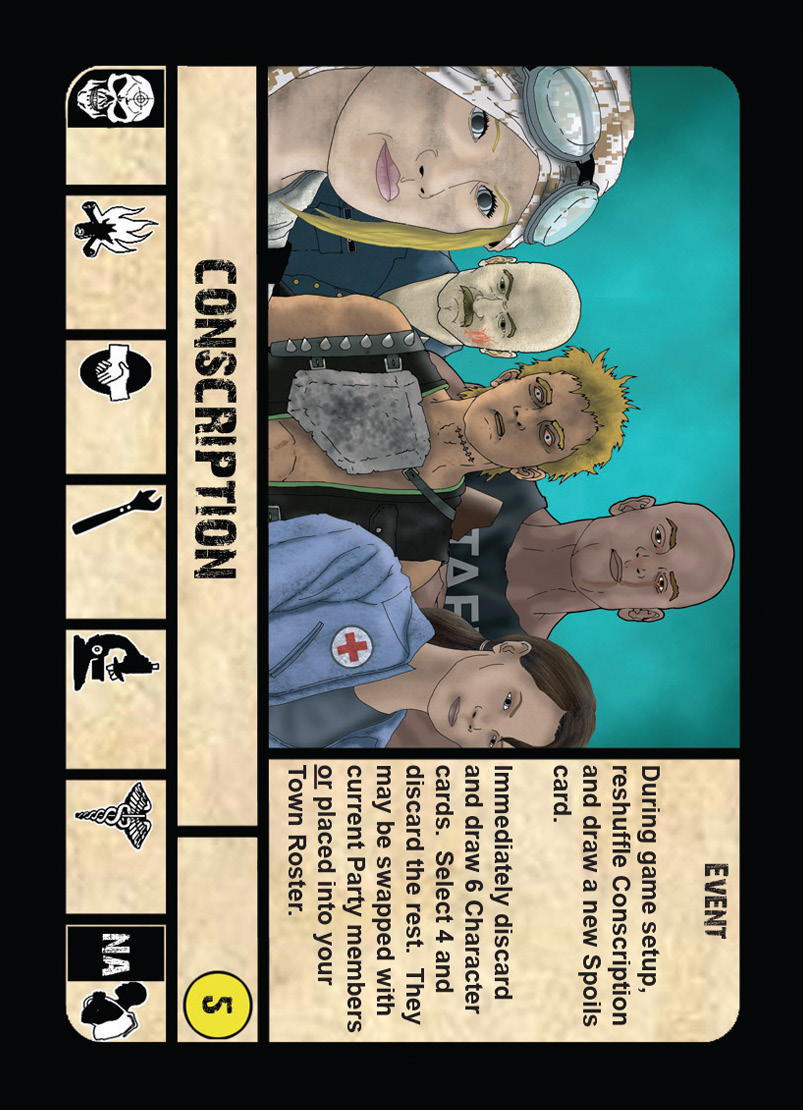 EVENT
During game setup,
reshuffle Conscription
and draw a new Spoils
card.
Immediately discard
and draw 6 Character
cards. Select 4 and
discard the rest. They
may be swapped with
current Party members
or placed into your
Town Roster.
CONSCRIPTION
5
NA